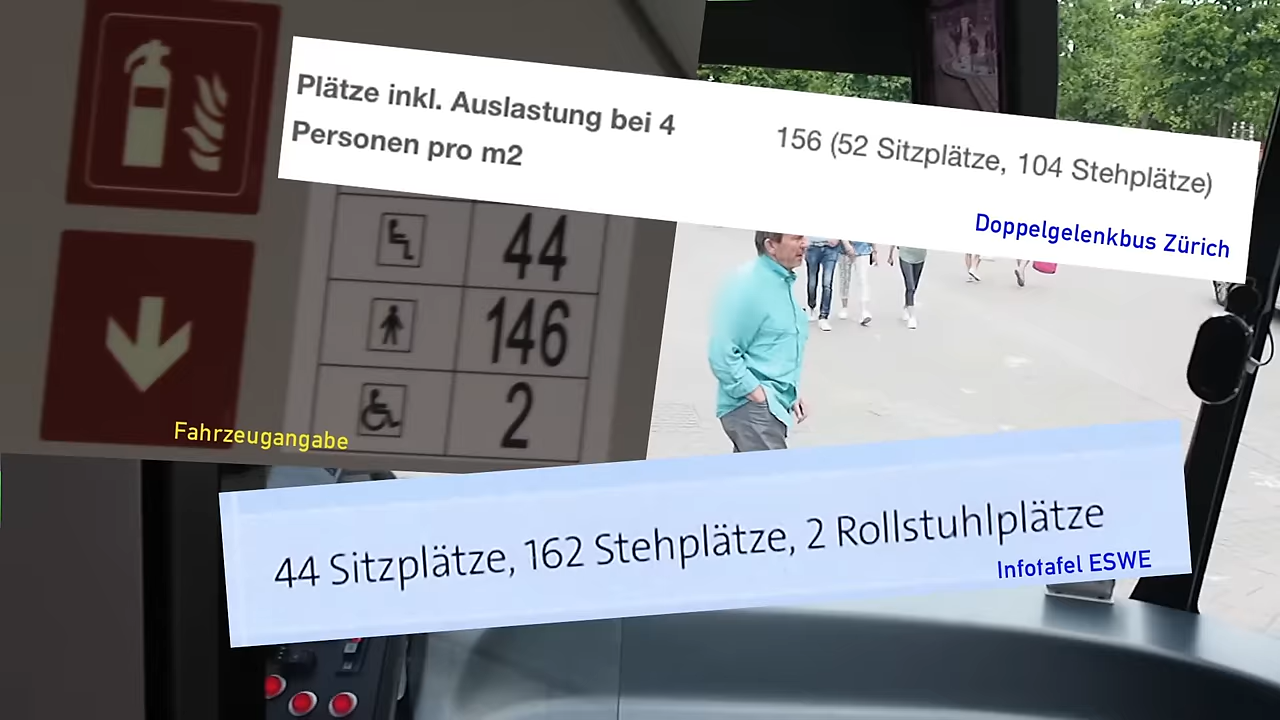 Plätze inkl. Auslastung bei 4
Personen pro m2
156 (52 Sitzplätze, 104 Stehplätze)
Doppelgelenkbus Zürich
44
146
2
Fahrzeugangabe
44 Sitzplätze, 162 Stehplätze, 2 Rollstuhlplätze
Infotafel ESWE